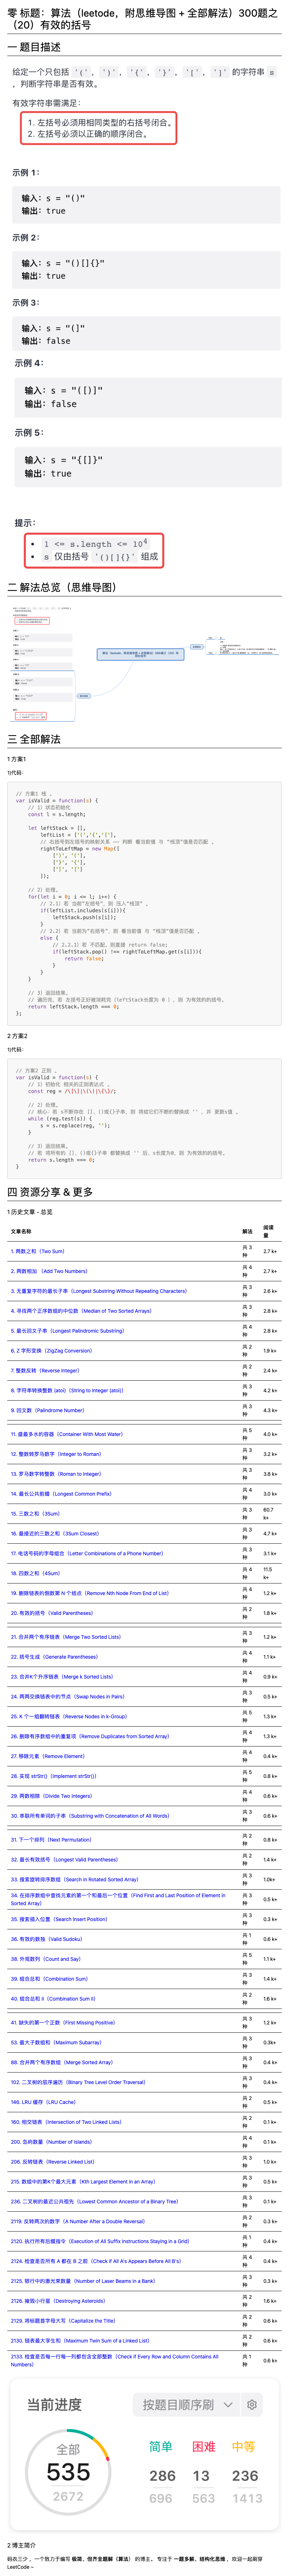 零 标题：算法（leetode，附思维导图 + 全部解法）300题之
（20）有效的括号
一 题目描述
给定一个只包括 '('，')'，'{'，'}'，'['，']' 的字符串 s
，判断字符串是否有效。
有效字符串需满足：
1. 左括号必须用相同类型的右括号闭合。
2. 左括号必须以正确的顺序闭合。
示例 1：
输入：s = "()"
输出：true
示例 2：
输入：s = "()[]{}"
输出：true
示例 3：
输入：s = "(]"
输出：false
示例 4：
输入：s = "([)]"
输出：false
示例 5：
输入：s = "{[]}"
输出：true
提示：
• 1 <= s.length <= 10⁴
• s 仅由括号 '()[]{}' 组成
二 解法总览（思维导图）
三 全部解法
1 方案1
1)代码：
// 方案1 栈 。
var isValid = function(s) {
// 1）状态初始化
const l = s.length;
let leftStack = [],
leftList = ['(','{','['],
// 右括号到左括号的映射关系 —— 判断 概当前值 与 “栈顶”值是否匹配 。
rightToLeftMap = new Map([
[')', '('],
['}', '{'],
[']', '[']
]);
// 2）处理。
for(let i = 0; i <= l; i++) {
// 2.1）若 当前“左括号”，则 压入“栈顶” 。
if(leftList.includes(s[i])){
leftStack.push(s[i]);
}
// 2.2）若 当前为“右括号”，则 概当前值 与 “栈顶”值是否匹配 。
else {
// 2.2.1）若 不匹配，则直接 return false;
if(leftStack.pop() !== rightToLeftMap.get(s[i])){
return false;
}
}
}
// 3）返回结果。
// 遍历完，若 左括号正好被消耗完（leftStack长度为 0 ），则 为有效的的括号。
return leftStack.length === 0;
};
2 方案2
1)代码：
// 方案2 正则 。
var isValid = function(s) {
// 1）初始化 相关的正则表达式 。
const reg = /\[\]|\(\)|\{\}/;
// 2）处理。
// 核心：若 s不断存在 []、()或{}子串，则 将给它们不断的替换成 '' ，并 更新s值 。
while (reg.test(s)) {
s = s.replace(reg, '');
}
// 3）返回结果。
// 若 将所有的 []、()或{}子串 都替换成 '' 后，s长度为0，则 为有效的的括号。
return s.length === 0;
}
四 资源分享 & 更多
1 历史文章 - 总览
文章名称 解法 阅读量
1. 两数之和（Two Sum） 共 3 种 2.7 k+
2. 两数相加 （Add Two Numbers） 共 4 种 2.7 k+
3. 无重复字符的最长子串（Longest Substring Without Repeating Characters） 共 3 种 2.6 k+
4. 寻找两个正序数组的中位数（Median of Two Sorted Arrays） 共 3 种 2.8 k+
5. 最长回文子串（Longest Palindromic Substring） 共 4 种 2.8 k+
6. Z 字形变换（ZigZag Conversion） 共 2 种 1.9 k+
7. 整数反转（Reverse Integer） 共 2 种 2.4 k+
8. 字符串转换整数 (atoi)（String to Integer (atoi)） 共 3 种 4.2 k+
9. 回文数（Palindrome Number） 共 3 种 4.3 k+
11. 盛最多水的容器（Container With Most Water） 共 5 种 4.0 k+
12. 整数转罗马数字（Integer to Roman） 共 3 种 3.2 k+
13. 罗马数字转整数（Roman to Integer） 共 3 种 3.8 k+
14. 最长公共前缀（Longest Common Prefix） 共 4 种 3.0 k+
15. 三数之和（3Sum） 共 3 种 60.7 k+
16. 最接近的三数之和（3Sum Closest） 共 3 种 4.7 k+
17. 电话号码的字母组合（Letter Combinations of a Phone Number） 共 3 种 3.1 k+
18. 四数之和（4Sum） 共 4 种 11.5 k+
19. 删除链表的倒数第 N 个结点（Remove Nth Node From End of List） 共 4 种 1.2 k+
20. 有效的括号（Valid Parentheses） 共 2 种 1.8 k+
21. 合并两个有序链表（Merge Two Sorted Lists） 共 3 种 1.2 k+
22. 括号生成（Generate Parentheses） 共 4 种 1.1 k+
23. 合并K个升序链表（Merge k Sorted Lists） 共 4 种 0.9 k+
24. 两两交换链表中的节点（Swap Nodes in Pairs） 共 3 种 0.5 k+
25. K 个一组翻转链表（Reverse Nodes in k-Group） 共 5 种 1.3 k+
26. 删除有序数组中的重复项（Remove Duplicates from Sorted Array） 共 4 种 1.3 k+
27. 移除元素（Remove Element） 共 4 种 0.4 k+
28. 实现 strStr()（Implement strStr()） 共 5 种 0.8 k+
29. 两数相除（Divide Two Integers） 共 4 种 0.6 k+
30. 串联所有单词的子串（Substring with Concatenation of All Words） 共 3 种 0.6 k+
31. 下一个排列（Next Permutation） 共 2 种 0.8 k+
32. 最长有效括号（Longest Valid Parentheses） 共 2 种 1.4 k+
33. 搜索旋转排序数组（Search in Rotated Sorted Array） 共 3 种 1.0k+
34. 在排序数组中查找元素的第一个和最后一个位置（Find First and Last Position of Element in Sorted Array） 共 3 种 0.5 k+
35. 搜索插入位置（Search Insert Position） 共 3 种 0.3 k+
36. 有效的数独（Valid Sudoku） 共 1 种 0.6 k+
38. 外观数列（Count and Say） 共 5 种 1.1 k+
39. 组合总和（Combination Sum） 共 3 种 1.4 k+
40. 组合总和 II（Combination Sum II） 共 2 种 1.6 k+
41. 缺失的第一个正数（First Missing Positive） 共 3 种 1.2 k+
53. 最大子数组和（Maximum Subarray） 共 3 种 0.3k+
88. 合并两个有序数组（Merge Sorted Array） 共 3 种 0.4 k+
102. 二叉树的层序遍历（Binary Tree Level Order Traversal） 共 3 种 0.4 k+
146. LRU 缓存（LRU Cache） 共 2 种 0.5 k+
160. 相交链表（Intersection of Two Linked Lists） 共 2 种 0.1 k+
200. 岛屿数量（Number of Islands） 共 4 种 0.1 k+
206. 反转链表（Reverse Linked List） 共 3 种 1.0 k+
215. 数组中的第K个最大元素（Kth Largest Element in an Array） 共 3 种 0.5 k+
236. 二叉树的最近公共祖先（Lowest Common Ancestor of a Binary Tree） 共 3 种 0.1 k+
2119. 反转两次的数字（A Number After a Double Reversal） 共 2 种 0.3 k+
2120. 执行所有后缀指令（Execution of All Suffix Instructions Staying in a Grid） 共 1 种 0.4 k+
2124. 检查是否所有 A 都在 B 之前（Check if All A's Appears Before All B's） 共 4 种 0.4 k+
2125. 银行中的激光束数量（Number of Laser Beams in a Bank） 共 3 种 0.3 k+
2126. 摧毁小行星（Destroying Asteroids） 共 2 种 1.6 k+
2129. 将标题首字母大写（Capitalize the Title） 共 2 种 0.6 k+
2130. 链表最大孪生和（Maximum Twin Sum of a Linked List） 共 2 种 0.6 k+
2133. 检查是否每一行每一列都包含全部整数（Check if Every Row and Column Contains All Numbers） 共 1 种 0.6 k+
当前进度 按题目顺序刷
全部 简单 困难 中等
535 286 13 236
2672 696 563 1413
2 博主简介
码农三少 ，一个致力于编写 极简、但齐全题解（算法） 的博主。 专注于 一题多解、结构化思维 ，欢迎一起刷穿
LeetCode ~